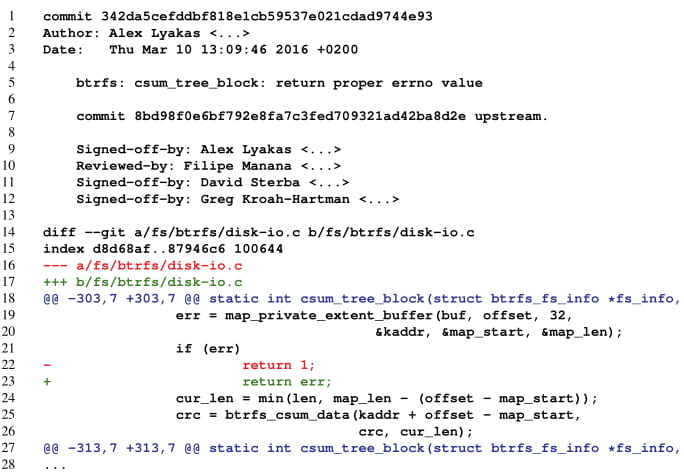 1 commit 342da5cefddbf818e1cb59537e021cdad9744e93
2 Author: Alex Lyakas <...>
3 Date:   Thu Mar 10 13:09:46 2016 +0200
4
5     btrfs: csum_tree_block: return proper errno value
6
7     commit 8bd98f0e6bf792e8fa7c3fed709321ad42ba8d2e upstream.
8
9     Signed-off-by: Alex Lyakas <...>
10     Reviewed-by: Filipe Manana <...>
11     Signed-off-by: David Sterba <...>
12     Signed-off-by: Greg Kroah-Hartman <...>
13
14 diff --git a/fs/btrfs/disk-io.c b/fs/btrfs/disk-io.c
15 index d8d68af..87946c6 100644
16 --- a/fs/btrfs/disk-io.c
17 +++ b/fs/btrfs/disk-io.c
18 @@ -303,7 +303,7 @@ static int csum_tree_block(struct btrfs_fs_info *fs_info,
19                 err = map_private_extent_buffer(buf, offset, 32,
20                                         &kaddr, &map_start, &map_len);
21                 if (err)
22 -                       return 1;
23 +                       return err;
24                 cur_len = min(len, map_len - (offset - map_start));
25                 crc = btrfs_csum_data(kaddr + offset - map_start,
26                                       crc, cur_len);
27 @@ -313,7 +313,7 @@ static int csum_tree_block(struct btrfs_fs_info *fs_info,
28 ...